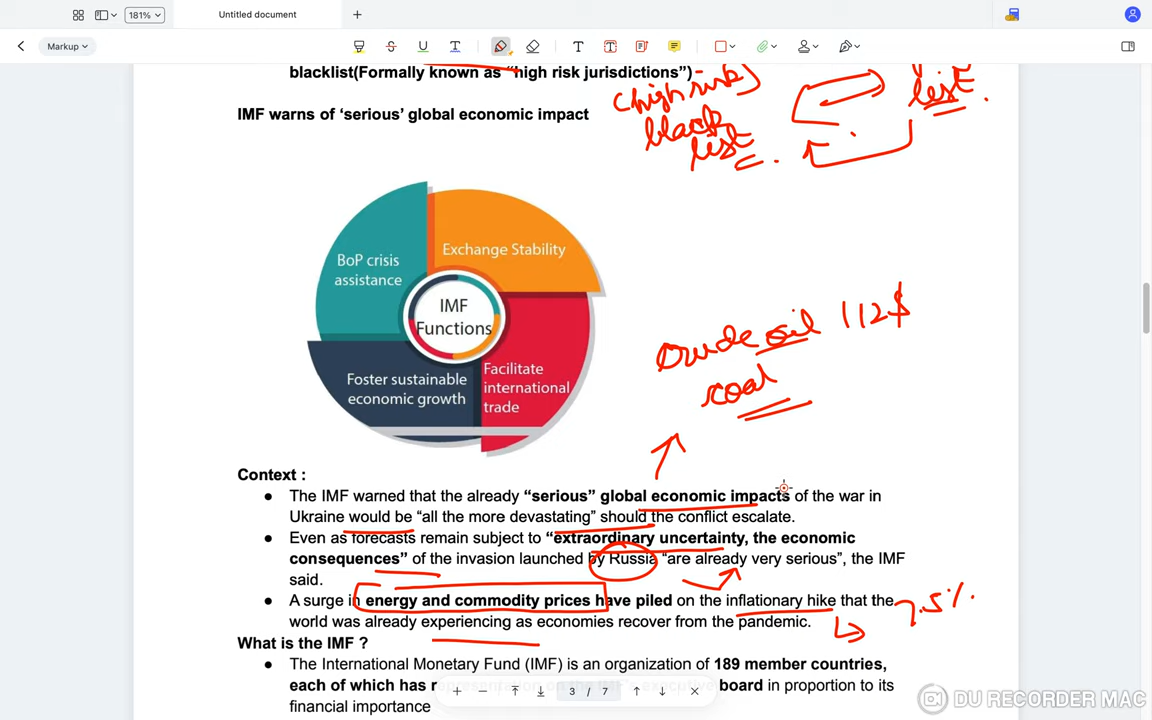 181%
Untitled document
Markup
blacklist(Formally known as “high risk jurisdictions”)
(high risk)
black
list
list.
IMF warns of ‘serious’ global economic impact
BoP crisis
assistance
Exchange Stability
IMF
Functions
Foster sustainable
economic growth
Facilitate
international
trade
Crude oil 112$
coal
Context :
● The IMF warned that the already “serious” global economic impacts of the war in
Ukraine would be “all the more devastating” should the conflict escalate.
● Even as forecasts remain subject to “extraordinary uncertainty, the economic
consequences” of the invasion launched by Russia “are already very serious”, the IMF
said.
● A surge in energy and commodity prices have piled on the inflationary hike that the
world was already experiencing as economies recover from the pandemic.
7.5%
What is the IMF ?
● The International Monetary Fund (IMF) is an organization of 189 member countries,
each of which has board in proportion to its
financial importance
3 / 7
DU RECORDER MAC